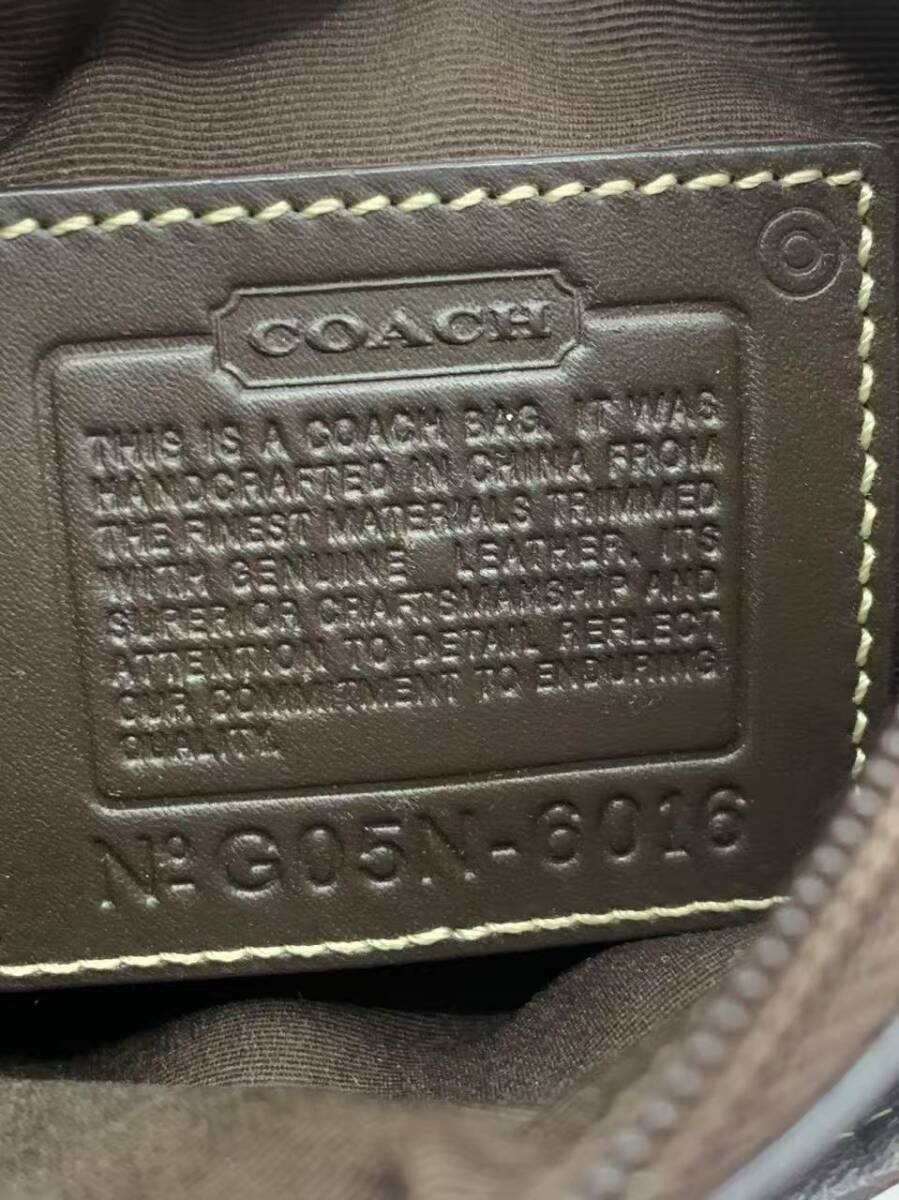 COACH
THIS IS A COACH BAG. IT WAS
HANDCRAFTED IN CHINA FROM
THE FINEST MATERIALS TRIMMED
WITH GENUINE LEATHER. ITS
SUPERIOR CRAFTSMANSHIP AND
ATTENTION TO DETAIL REFLECT
OUR COMMITMENT TO ENDURING
QUALITY.
Nº G05N-6016